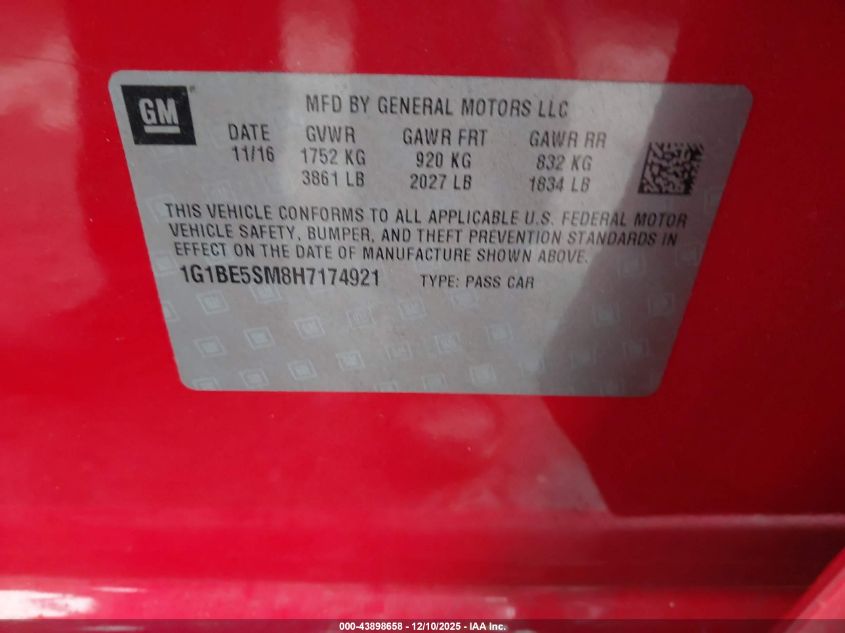 GM
MFD BY GENERAL MOTORS LLC
DATE GVWR GAWR FRT GAWR RR
11/16 1752 KG 920 KG 832 KG
3861 LB 2027 LB 1834 LB
THIS VEHICLE CONFORMS TO ALL APPLICABLE U.S. FEDERAL MOTOR
VEHICLE SAFETY, BUMPER, AND THEFT PREVENTION STANDARDS IN
EFFECT ON THE DATE OF MANUFACTURE SHOWN ABOVE.
1G1BE5SM8H7174921 TYPE: PASS CAR
000-43898658 - 12/10/2025 - IAA Inc.